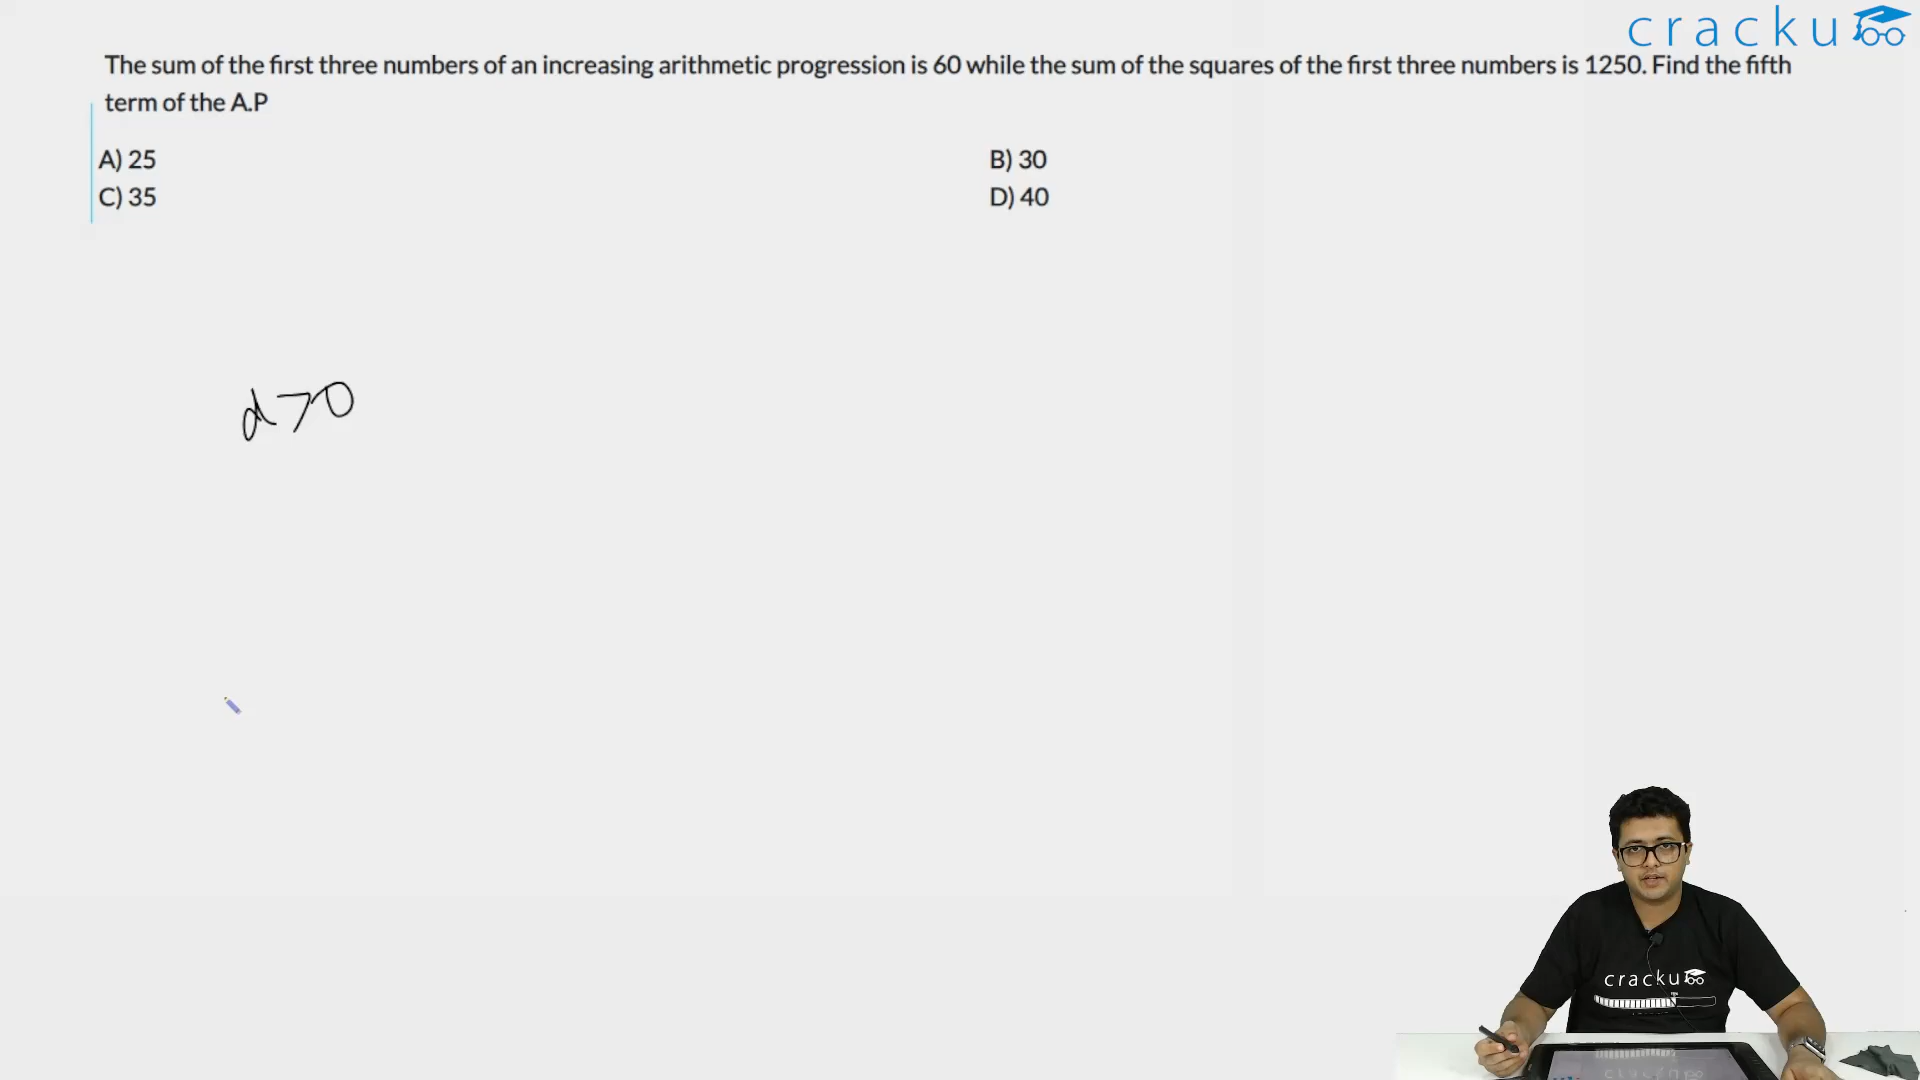 cracku
The sum of the first three numbers of an increasing arithmetic progression is 60 while the sum of the squares of the first three numbers is 1250. Find the fifth
term of the A.P
A) 25
B) 30
C) 35
D) 40
d>0
cracku